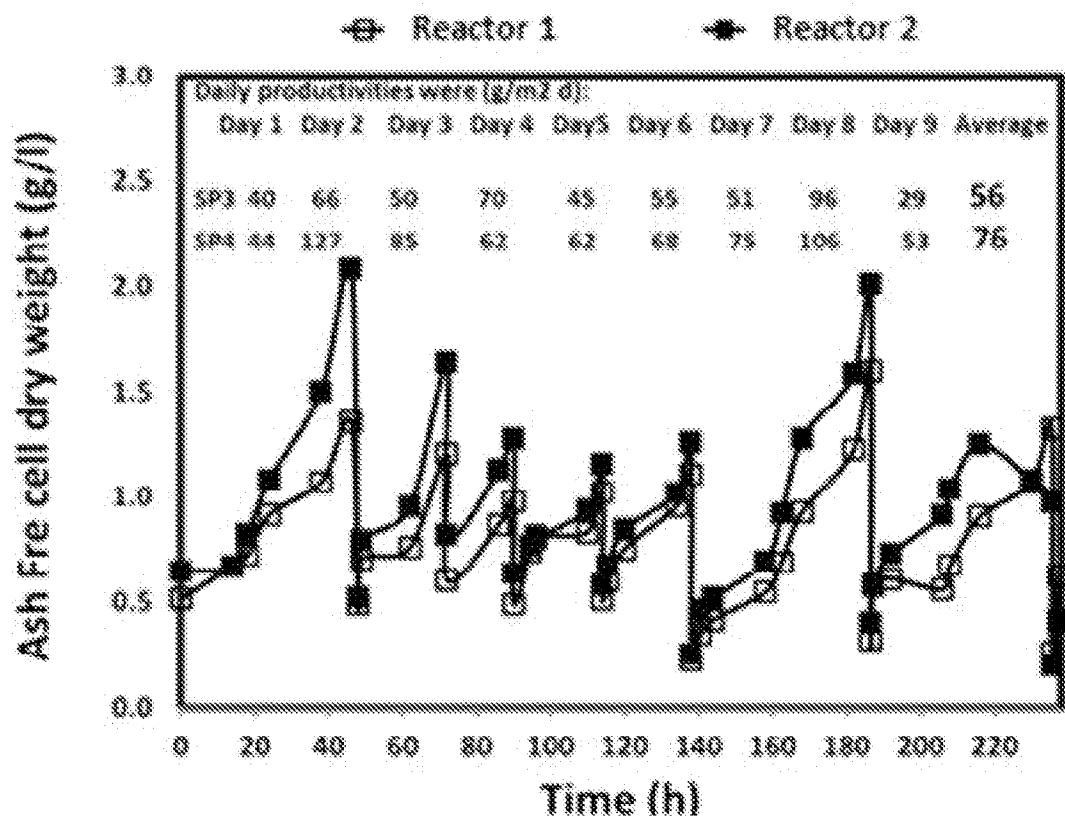 Reactor 1 Reactor 2
Daily productivities were (g/m2 d):
Day 1 Day 2 Day 3 Day 4 Day5 Day 6 Day 7 Day 8 Day 9 Average
SP3 40 66 50 70 45 55 51 96 29 56
SP4 44 127 85 62 62 68 75 106 53 76
Ash Fre cell dry weight (g/l)
3.0
2.5
2.0
1.5
1.0
0.5
0.0
0 20 40 60 80 100 120 140 160 180 200 220
Time (h)